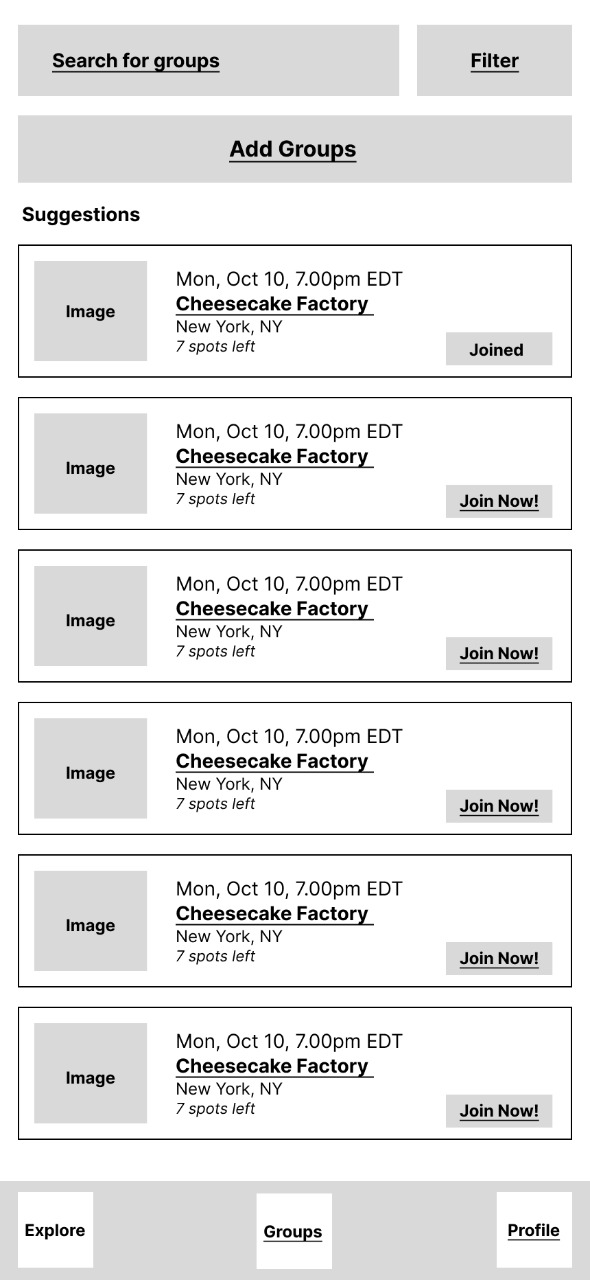 Search for groups
Filter
Add Groups
Suggestions
Image
Mon, Oct 10, 7.00pm EDT
Cheesecake Factory
New York, NY
7 spots left
Joined
Image
Mon, Oct 10, 7.00pm EDT
Cheesecake Factory
New York, NY
7 spots left
Join Now!
Image
Mon, Oct 10, 7.00pm EDT
Cheesecake Factory
New York, NY
7 spots left
Join Now!
Image
Mon, Oct 10, 7.00pm EDT
Cheesecake Factory
New York, NY
7 spots left
Join Now!
Image
Mon, Oct 10, 7.00pm EDT
Cheesecake Factory
New York, NY
7 spots left
Join Now!
Image
Mon, Oct 10, 7.00pm EDT
Cheesecake Factory
New York, NY
7 spots left
Join Now!
Explore
Groups
Profile